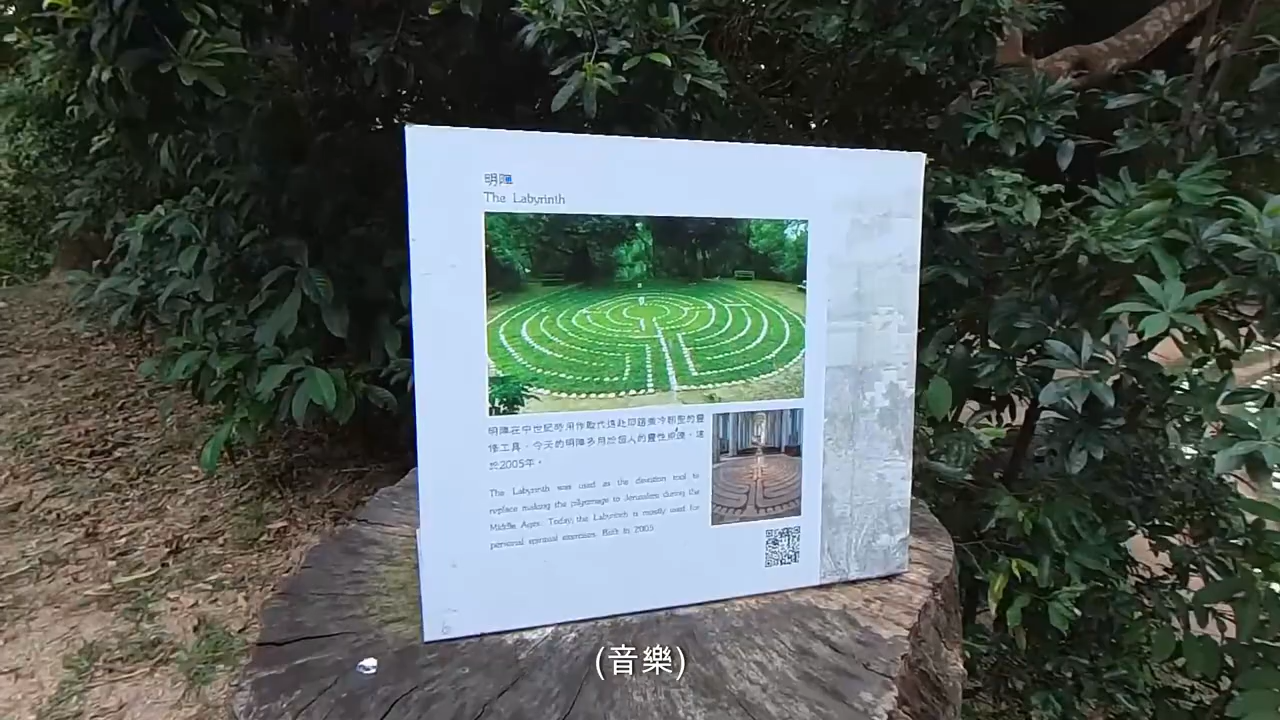 明陣
The Labyrinth
明陣在中世紀時用作取代遠赴耶路撒冷朝聖的靈
修工具，今天的明陣多用於個人的靈性操練。建
於2005年。
The Labyrinth was used as the devotion tool to
replace making the pilgrimage to Jerusalem during the
Middle Ages. Today, the Labyrinth is mostly used for
personal spiritual exercises. Built in 2005
(音樂)